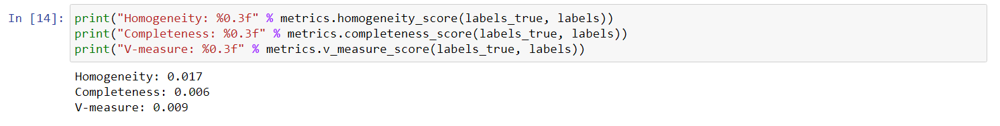 In [14]: print("Homogeneity: %0.3f" % metrics.homogeneity_score(labels_true, labels))
print("Completeness: %0.3f" % metrics.completeness_score(labels_true, labels))
print("V-measure: %0.3f" % metrics.v_measure_score(labels_true, labels))
Homogeneity: 0.017
Completeness: 0.006
V-measure: 0.009